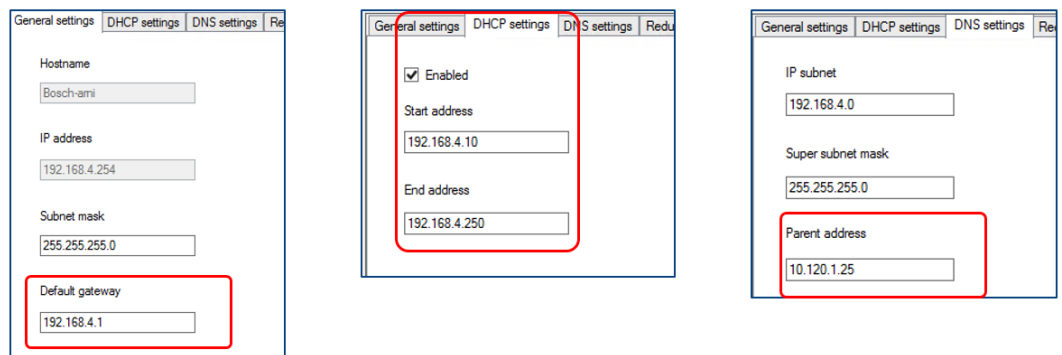 General settings DHCP settings DNS settings Re
Hostname
Bosch-ami
IP address
192.168.4.254
Subnet mask
255.255.255.0
Default gateway
192.168.4.1
General settings DHCP settings DNS settings Redu
Enabled
Start address
192.168.4.10
End address
192.168.4.250
General settings DHCP settings DNS settings Re
IP subnet
192.168.4.0
Super subnet mask
255.255.255.0
Parent address
10.120.1.25